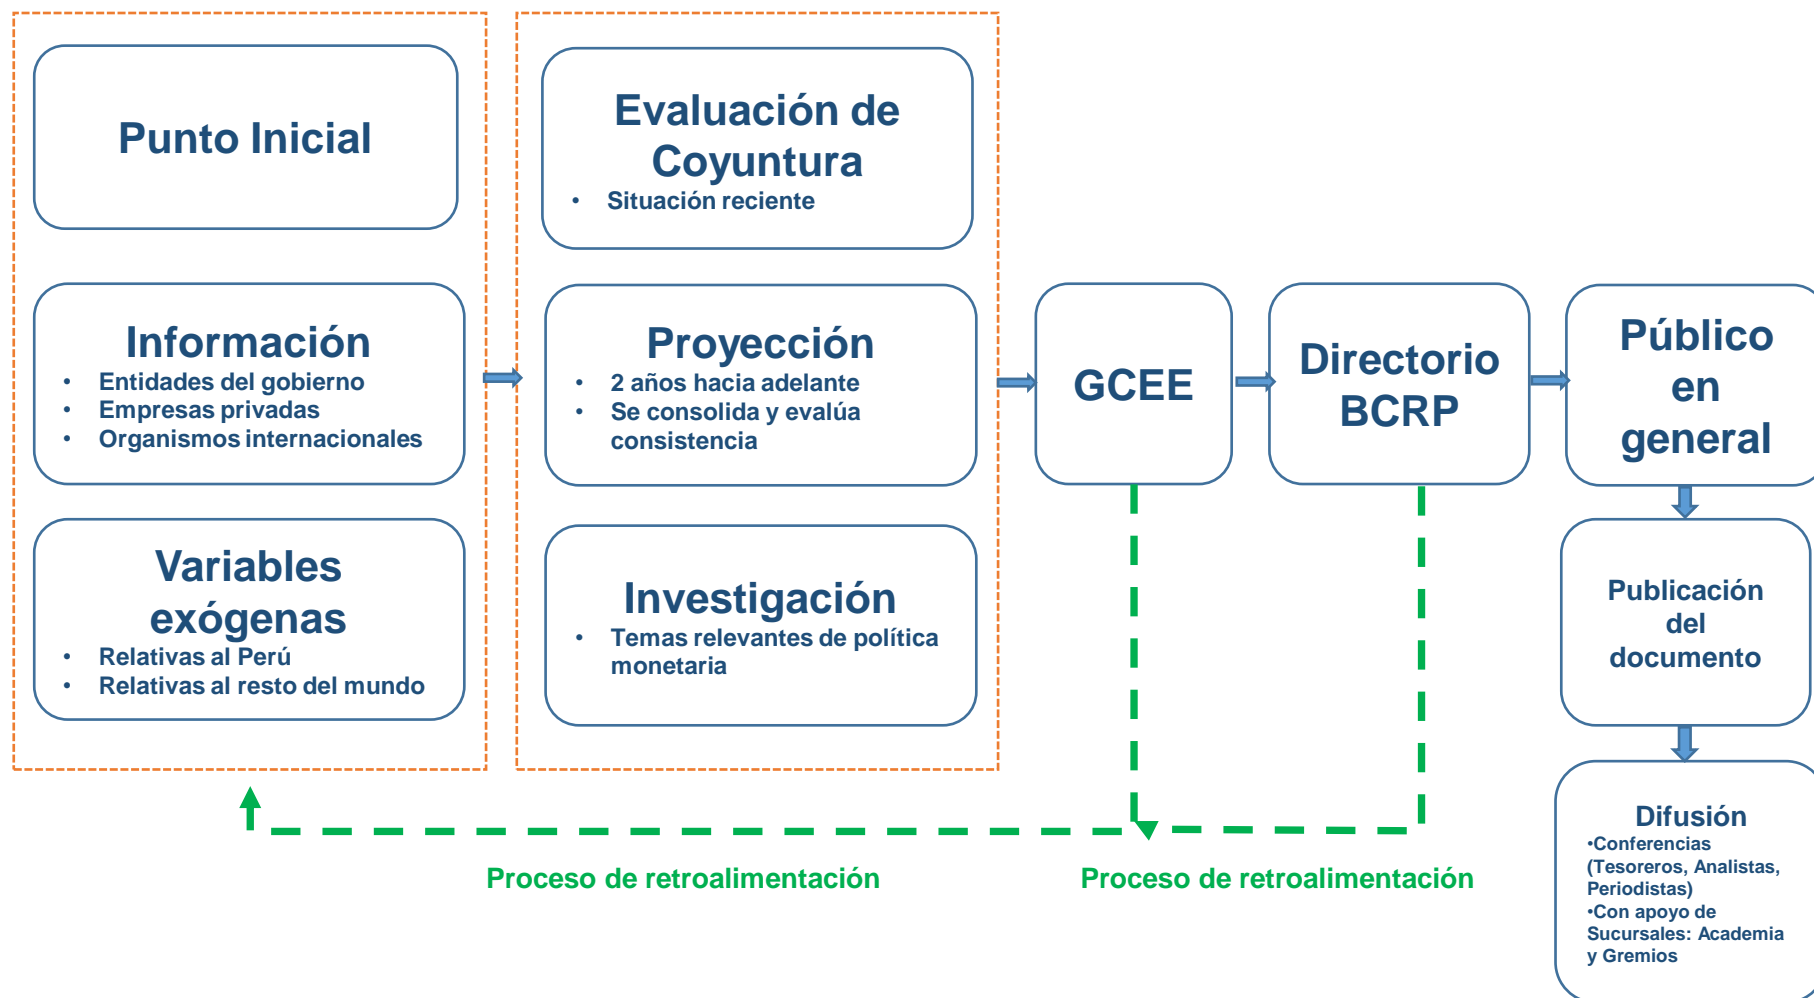 Punto Inicial
Información
• Entidades del gobierno
• Empresas privadas
• Organismos internacionales
Variables
exógenas
• Relativas al Perú
• Relativas al resto del mundo
Evaluación de
Coyuntura
• Situación reciente
Proyección
• 2 años hacia adelante
• Se consolida y evalúa
consistencia
Investigación
• Temas relevantes de política
monetaria
GCEE
Directorio
BCRP
Público
en
general
Publicación
del
documento
Difusión
•Conferencias
(Tesoreros, Analistas,
Periodistas)
•Con apoyo de
Sucursales: Academia
y Gremios
Proceso de retroalimentación
Proceso de retroalimentación